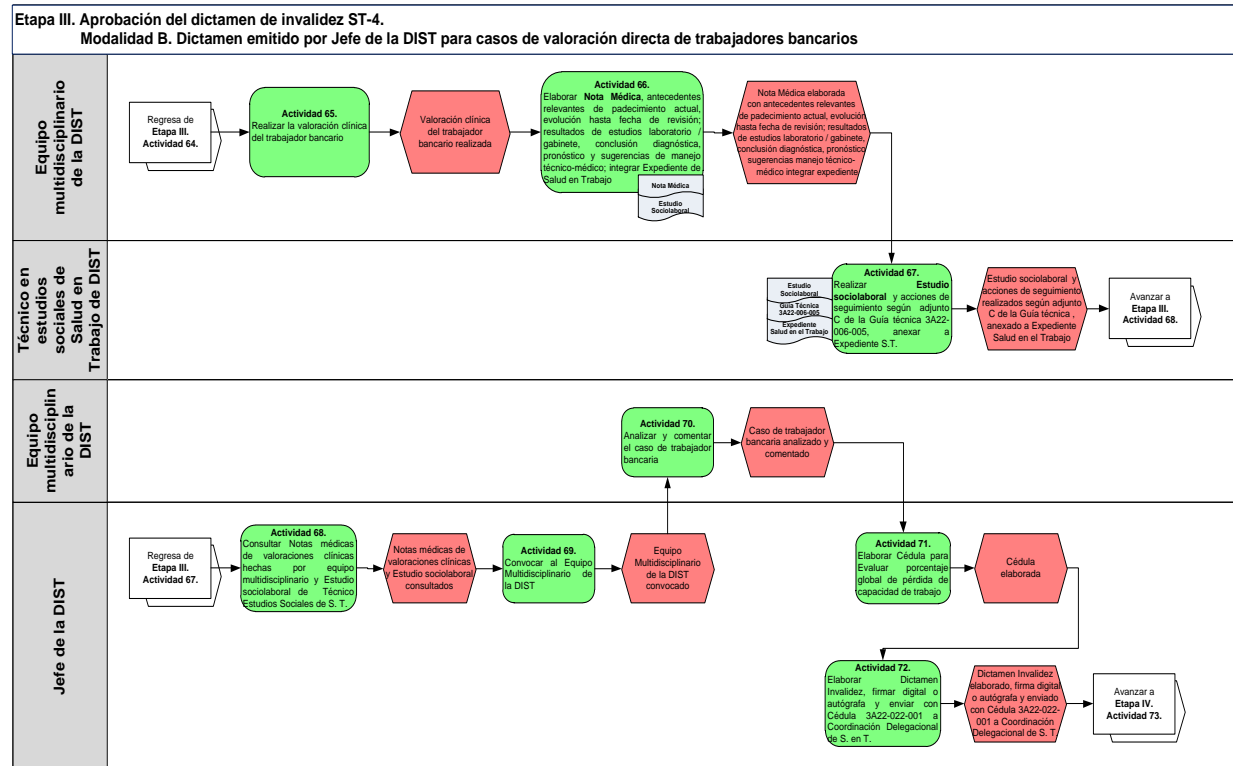 Etapa III. Aprobación del dictamen de invalidez ST-4.
Modalidad B. Dictamen emitido por Jefe de la DIST para casos de valoración directa de trabajadores bancarios
Equipo
multidisciplinario
de la DIST
Regresa de
Etapa III.
Actividad 64.
Actividad 65.
Realizar la valoración clínica
del trabajador bancario
Valoración clínica
del trabajador
bancario realizada
Actividad 66.
Elaborar Nota Médica, antecedentes
relevantes de padecimiento actual,
evolución hasta fecha de revisión;
resultados de estudios laboratorio /
gabinete, conclusión diagnóstica,
pronóstico y sugerencias de manejo
técnico-médico; integrar Expediente de
Salud en Trabajo
Nota Médica
Estudio
Sociolaboral
Nota Médica elaborada
con antecedentes relevantes
de padecimiento actual, evolución
hasta fecha de revisión; resultados
de estudios laboratorio / gabinete,
conclusión diagnóstica, pronóstico
sugerencias manejo técnico-
médico integrar expediente
Técnico en
estudios
sociales de
Salud en
Trabajo de DIST
Estudio
Sociolaboral
Guía Técnica
3A22-006-005
Expediente
Salud en el Trabajo
Actividad 67.
Realizar Estudio
sociolaboral y acciones de
seguimiento según adjunto
C de la Guía técnica 3A22-
006-005, anexar a
Expediente S.T.
Estudio sociolaboral y
acciones de seguimiento
realizados según adjunto
C de la Guía técnica ,
anexado a Expediente
Salud en el Trabajo
Avanzar a
Etapa III.
Actividad 68.
Equipo
multidisciplin
ario de la
DIST
Actividad 70.
Analizar y comentar
el caso de trabajador
bancaria
Caso de trabajador
bancaria analizado y
comentado
Jefe de la DIST
Regresa de
Etapa III.
Actividad 67.
Actividad 68.
Consultar Notas médicas
de valoraciones clínicas
hechas por equipo
multidisciplinario y Estudio
sociolaboral de Técnico
Estudios Sociales de S. T.
Notas médicas de
valoraciones clínicas
y Estudio sociolaboral
consultados
Actividad 69.
Convocar al Equipo
Multidisciplinario de
la DIST
Equipo
Multidisciplinario
de la DIST
convocado
Actividad 71.
Elaborar Cédula para
Evaluar porcentaje
global de pérdida de
capacidad de trabajo
Cédula
elaborada
Actividad 72.
Elaborar Dictamen
Invalidez, firmar digital o
autógrafa y enviar con
Cédula 3A22-022-001 a
Coordinación Delegacional
de S. en T.
Dictamen Invalidez
elaborado, firma digital
o autógrafa y enviado
con Cédula 3A22-022-
001 a Coordinación
Delegacional de S. T
Avanzar a
Etapa IV.
Actividad 73.